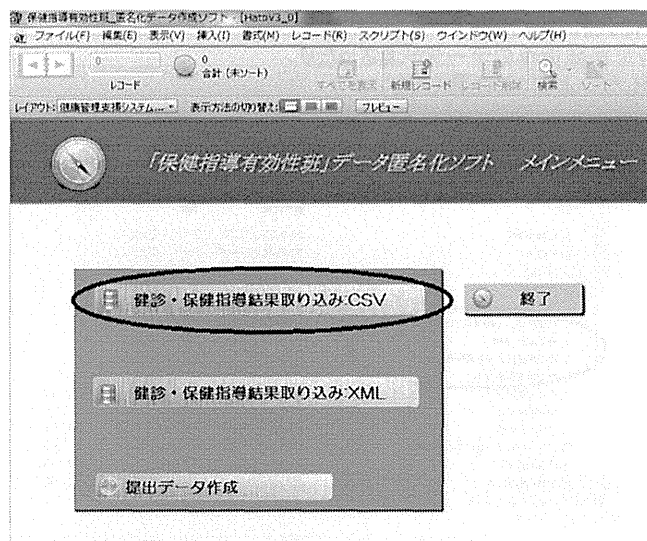 保健指導有効性班_匿名化データ作成ソフト - [HatoV3_0]
ファイル(F) 編集(E) 表示(V) 挿入(I) 書式(M) レコード(R) スクリプト(S) ウインドウ(W) ヘルプ(H)
0 0
合計 (未ソート)
レコード すべてを表示 新規レコード レコード削除 検索 ソート
レイアウト: 健康管理支援システム... 表示方法の切り替え: プレビュー
「保健指導有効性班」データ匿名化ソフト メインメニュー
健診・保健指導結果取り込み:CSV 終了
健診・保健指導結果取り込み:XML
提出データ作成